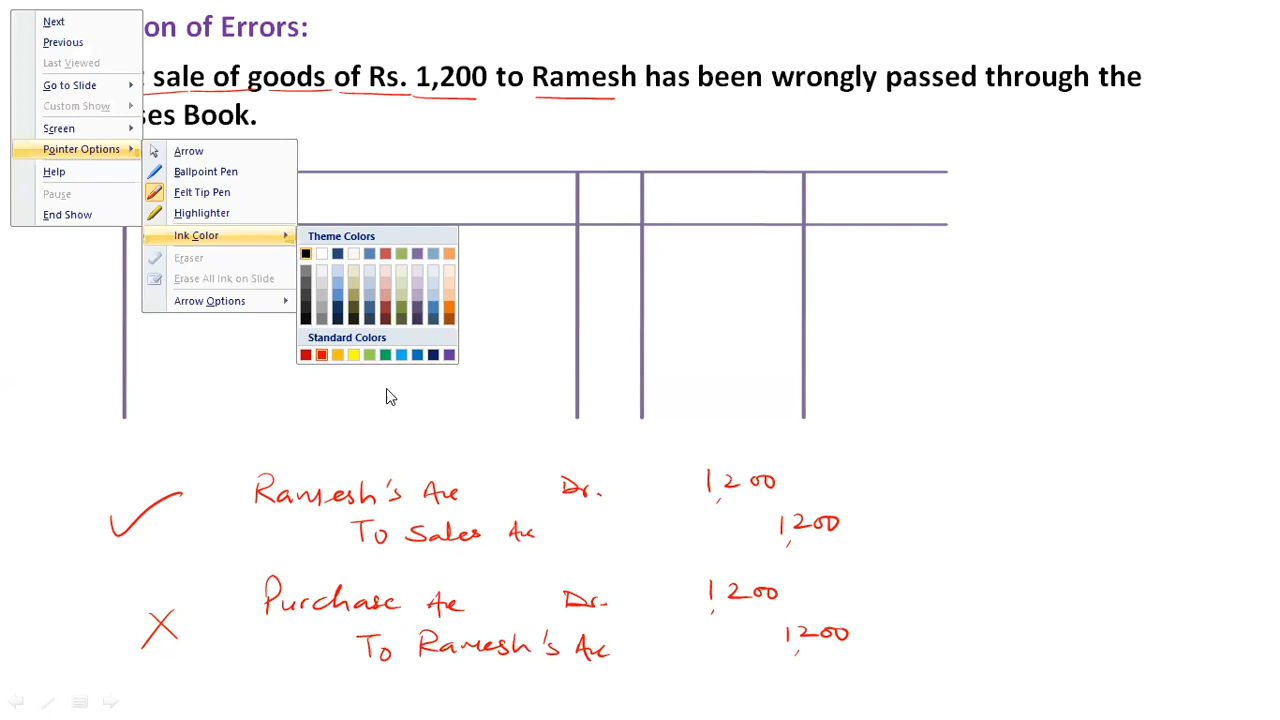 on of Errors:
sale of goods of Rs. 1,200 to Ramesh has been wrongly passed through the
ses Book.
Next
Previous
Last Viewed
Go to Slide
Custom Show
Screen
Pointer Options
Help
Pause
End Show
Arrow
Ballpoint Pen
Felt Tip Pen
Highlighter
Ink Color
Eraser
Erase All Ink on Slide
Arrow Options
Theme Colors
Standard Colors
Ramesh's A/c Dr. 1,200
To Sales A/c 1,200
Purchase A/c Dr. 1,200
To Ramesh's A/c 1,200